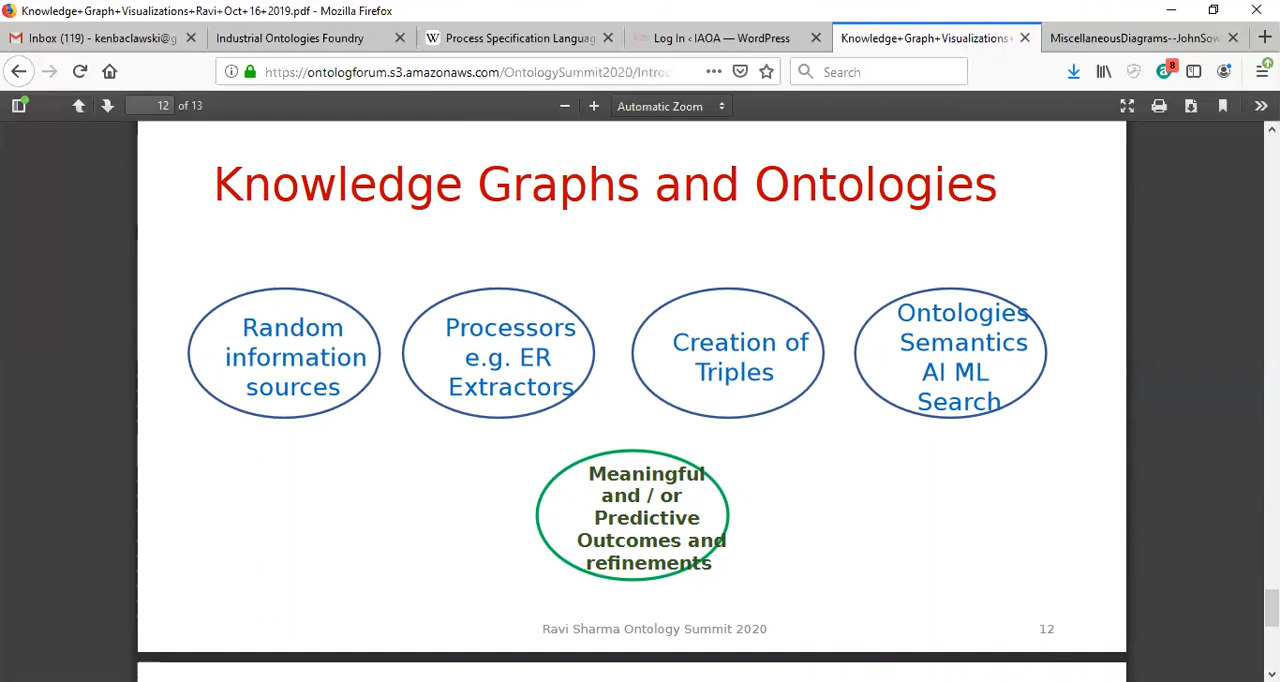 Knowledge+Graph+Visualizations+Ravi+Oct+16+2019.pdf - Mozilla Firefox
Inbox (119) - kenbaclawski@g
Industrial Ontologies Foundry
W Process Specification Languag
Log In ‹ IAOA — WordPress
Knowledge+Graph+Visualizations+
MiscellaneousDiagrams--JohnSow
https://ontologforum.s3.amazonaws.com/OntologySummit2020/Intro
Search
8
12 of 13
Automatic Zoom
Knowledge Graphs and Ontologies
Random
information
sources
Processors
e.g. ER
Extractors
Creation of
Triples
Ontologies
Semantics
AI ML
Search
Meaningful
and / or
Predictive
Outcomes and
refinements
Ravi Sharma Ontology Summit 2020
12